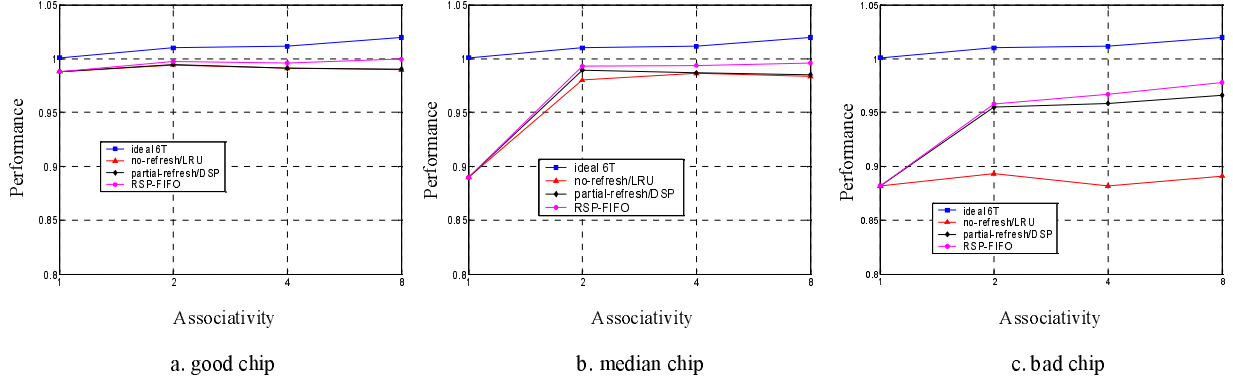 1.05
1
0.95
0.9
0.85
0.8
Performance
ideal 6T
no-refresh/LRU
partial-refresh/DSP
RSP-FIFO
1 2 4 8
Associativity
a. good chip
1.05
1
0.95
0.9
0.85
0.8
Performance
ideal 6T
no-refresh/LRU
partial-refresh/DSP
RSP-FIFO
1 2 4 8
Associativity
b. median chip
1.05
1
0.95
0.9
0.85
0.8
Performance
ideal 6T
no-refresh/LRU
partial-refresh/DSP
RSP-FIFO
1 2 4 8
Associativity
c. bad chip